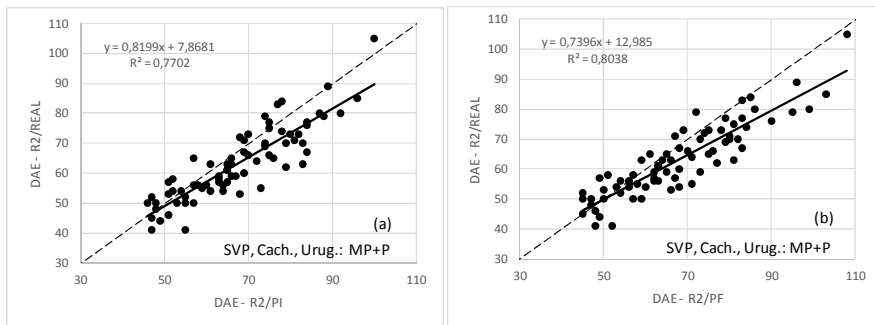 110
100
90
80
70
60
50
40
30
30
50
70
90
110
y = 0,8199x + 7,8681
R² = 0,7702
(a)
SVP, Cach., Urug.: MP+P
DAE- R2/REAL
DAE- R2/PI
110
100
90
80
70
60
50
40
30
30
50
70
90
110
y = 0,7396x + 12,985
R² = 0,8038
(b)
SVP, Cach., Urug.: MP+P
DAE- R2/REAL
DAE- R2/PF